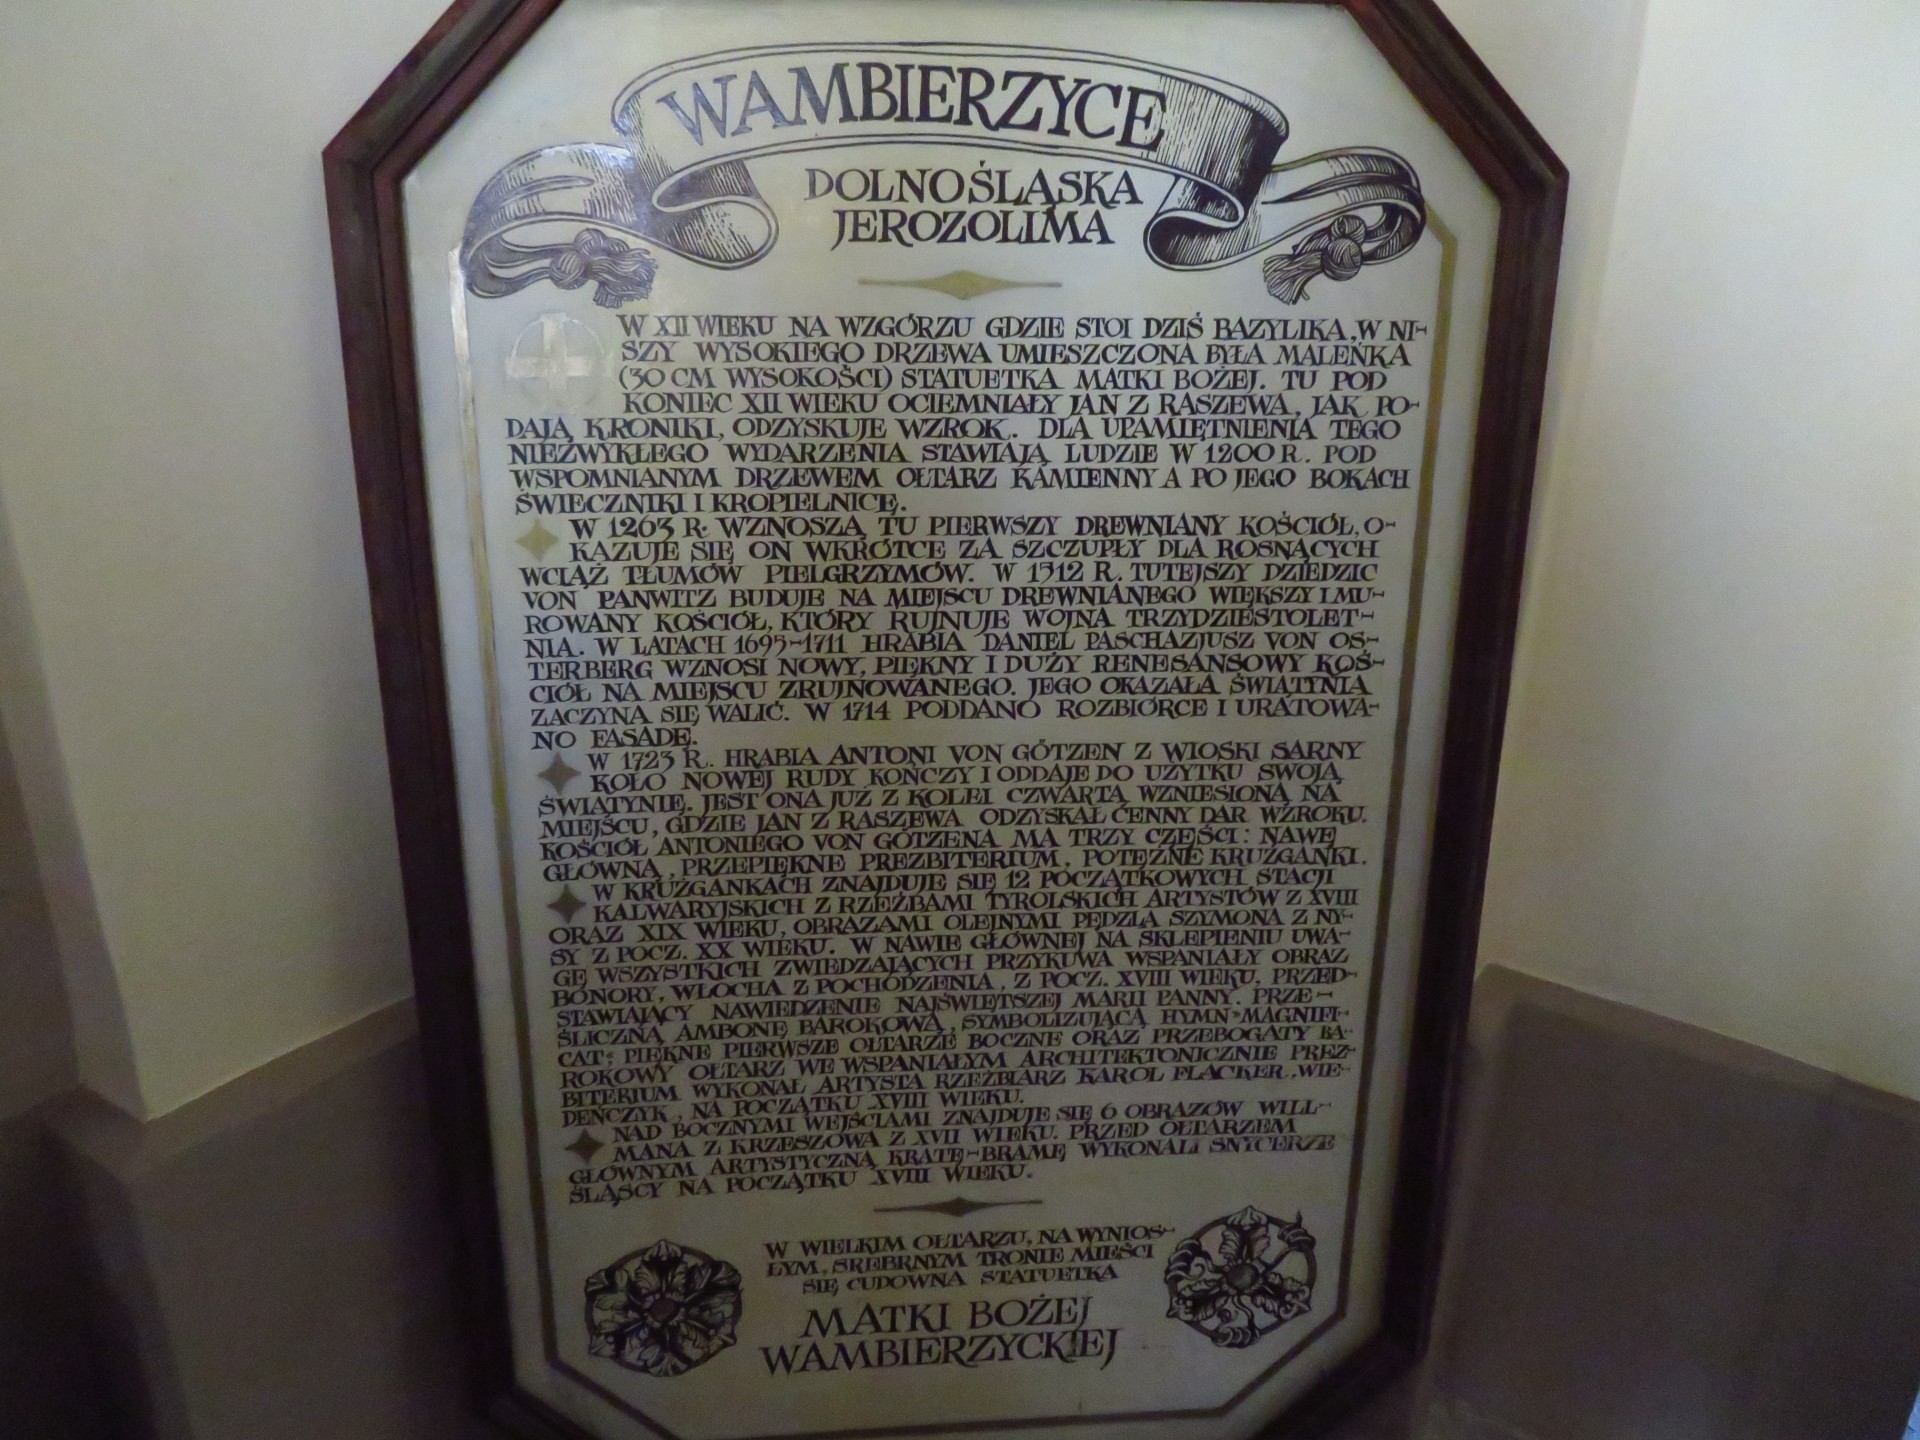 WAMBIERZYCE
DOLNOŚLĄSKA
JEROZOLIMA
W XII WIEKU NA WZGÓRZU GDZIE STOI DZIŚ BAZYLIKA, W NI-
SZY WYSOKIEGO DRZEWA UMIESZCZONA BYŁA MALEŃKA
(30 CM WYSOKOŚCI) STATUETKA MATKI BOŻEJ. TU POD
KONIEC XII WIEKU OCIEMNIAŁY JAN Z RASZEWA, JAK PO-
DAJĄ KRONIKI, ODZYSKUJE WZROK. DLA UPAMIĘTNIENIA TEGO
NIEZWYKŁEGO WYDARZENIA STAWIAJĄ LUDZIE W 1200 R. POD
WSPOMNIANYM DRZEWEM OŁTARZ KAMIENNY A PO JEGO BOKACH
ŚWIECZNIKI I KROPIELNICĘ.
W 1263 R. WZNOSZĄ TU PIERWSZY DREWNIANY KOŚCIÓŁ, O-
KAZUJE SIĘ ON WKRÓTCE ZA SZCZUPŁY DLA ROSNĄCYCH
WCIĄŻ TŁUMÓW PIELGRZYMÓW. W 1512 R. TUTEJSZY DZIEDZIC
VON PANWITZ BUDUJE NA MIEJSCU DREWNIANEGO WIĘKSZY I MU-
ROWANY KOŚCIÓŁ, KTÓRY RUJNUJE WOJNA TRZYDZIESTOLET-
NIA. W LATACH 1695-1711 HRABIA DANIEL PASCHAZJUSZ VON OS-
TERBERG WZNOSI NOWY, PIĘKNY I DUŻY RENESANSOWY KOŚ-
CIÓŁ NA MIEJSCU ZRUJNOWANEGO. JEGO OKAZAŁA ŚWIĄTYNIA
ZACZYNA SIĘ WALIĆ. W 1714 PODDANO ROZBIÓRCE I URATOWA-
NO FASADĘ.
W 1723 R. HRABIA ANTONI VON GÖTZEN Z WIOSKI SARNY
KOŁO NOWEJ RUDY KOŃCZY I ODDAJE DO UŻYTKU SWOJĄ
ŚWIĄTYNIĘ. JEST ONA JUŻ Z KOLEI CZWARTĄ WZNIESIONĄ NA
MIEJSCU, GDZIE JAN Z RASZEWA ODZYSKAŁ CENNY DAR WZROKU.
KOŚCIÓŁ ANTONIEGO VON GÖTZENA MA TRZY CZĘŚCI: NAWĘ
GŁÓWNĄ, PRZEPIĘKNE PREZBITERIUM, POTĘŻNE KRUŻGANKI.
W KRUŻGANKACH ZNAJDUJE SIĘ 12 POCZĄTKOWYCH STACJI
KALWARYJSKICH Z RZEŹBAMI TYROLSKICH ARTYSTÓW Z XVIII
ORAZ XIX WIEKU, OBRAZAMI OLEJNYMI PĘDZLA SZYMONA Z NY-
SY Z POCZ. XX WIEKU. W NAWIE GŁÓWNEJ NA SKLEPIENIU UWA-
GĘ WSZYSTKICH ZWIEDZAJĄCYCH PRZYKUWA WSPANIAŁY OBRAZ
BONORY, WŁOCHA Z POCHODZENIA, Z POCZ. XVIII WIEKU, PRZED-
STAWIAJĄCY NAWIEDZENIE NAJŚWIĘTSZEJ MARII PANNY. PRZE-
ŚLICZNĄ AMBONĘ BAROKOWĄ, SYMBOLIZUJĄCĄ HYMN "MAGNIFI-
CAT" PIĘKNE PIERWSZE OŁTARZE BOCZNE ORAZ PRZEBOGATY BA-
ROKOWY OŁTARZ WE WSPANIAŁYM ARCHITEKTONICZNIE PREZ-
BITERIUM WYKONAŁ ARTYSTA RZEŹBIARZ KAROL FLACKER, WIE-
DEŃCZYK, NA POCZĄTKU XVIII WIEKU.
NAD BOCZNYMI WEJŚCIAMI ZNAJDUJE SIĘ 6 OBRAZÓW WILL-
MANA Z KRZESZOWA Z XVII WIEKU. PRZED OŁTARZEM
GŁÓWNYM ARTYSTYCZNĄ KRATĘ-BRAMĘ WYKONALI SNYCERZE
ŚLĄSCY NA POCZĄTKU XVIII WIEKU.
W WIELKIM OŁTARZU, NA WYNIOS-
ŁYM, SREBRNYM TRONIE MIEŚCI
SIĘ CUDOWNA STATUETKA
MATKI BOŻEJ
WAMBIERZYCKIEJ